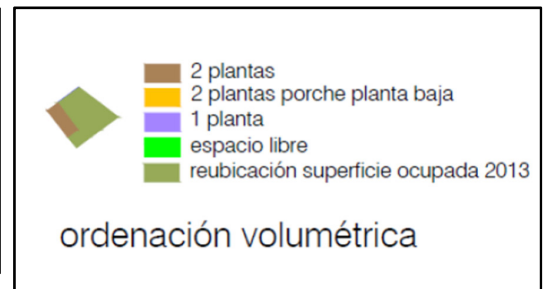 2 plantas
2 plantas porche planta baja
1 planta
espacio libre
reubicación superficie ocupada 2013
ordenación volumétrica